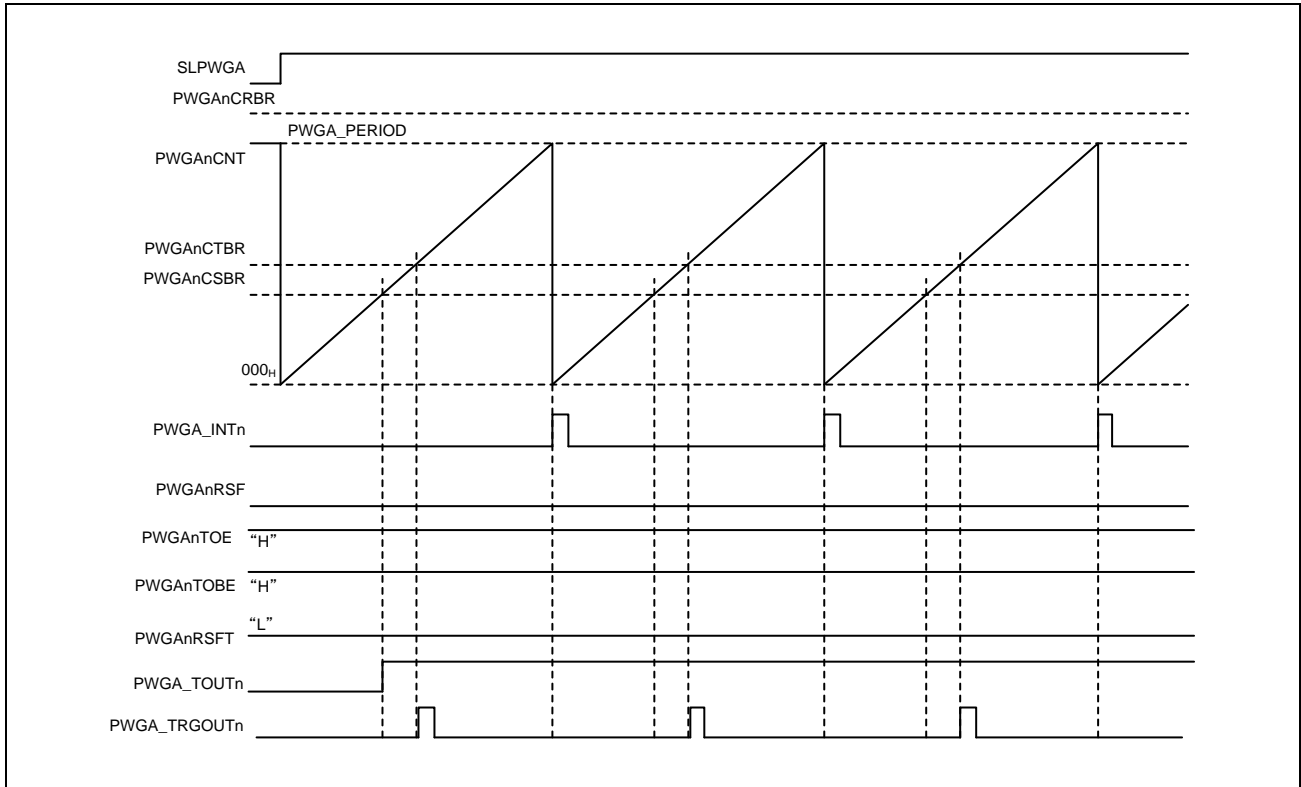 SLPWGA
PWGAnCRBR
PWGA_PERIOD
PWGAnCNT
PWGAnCTBR
PWGAnCSBR
000H
PWGA_INTn
PWGAnRSF
PWGAnTOE “H”
PWGAnTOBE “H”
“L”
PWGAnRSFT
PWGA_TOUTn
PWGA_TRGOUTn